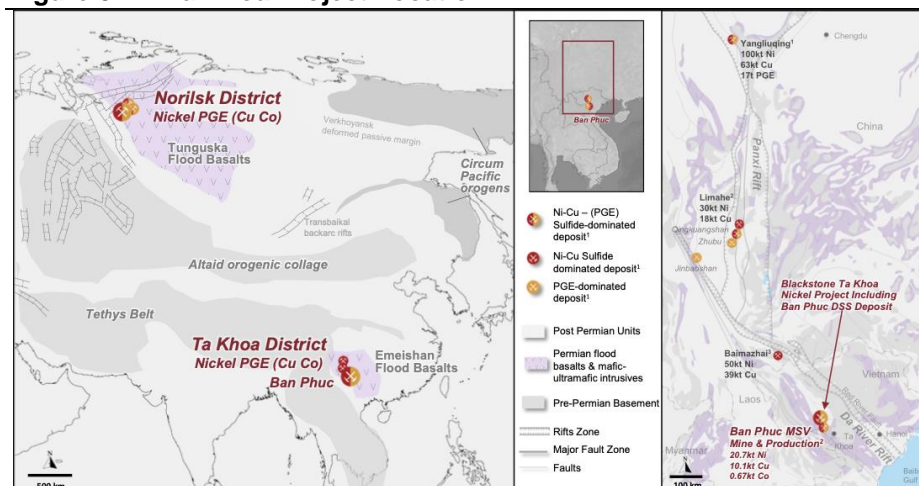 Norilsk District
Nickel PGE (Cu Co)
Tunguska
Flood Basalts
Verkhoyansk
deformed passive margin
Circum
Pacific
orogens
Transbaikal
backarc rifts
Altaid orogenic collage
Tethys Belt
Ta Khoa District
Nickel PGE (Cu Co)
Ban Phuc
Emeishan
Flood Basalts
N
500 km
Ban Phuc
Ni-Cu – (PGE)
Sulfide-dominated
deposit¹
Ni-Cu Sulfide
dominated deposit¹
PGE-dominated
deposit¹
Post Permian Units
Permian flood
basalts & mafic-
ultramafic intrusives
Pre-Permian Basement
Rifts Zone
Major Fault Zone
Faults
Yangliuqing¹
100kt Ni
63kt Cu
17t PGE
Chengdu
China
Panxi Rift
Limahe²
30kt Ni
18kt Cu
Qingkuangshan
Zhubu
Jinbaoshan
Blackstone Ta Khoa
Nickel Project Including
Ban Phuc DSS Deposit
Baimazhai³
50kt Ni
39kt Cu
Vietnam
Laos
Red River Fault
Da River Rift
Hanoi
Ta
Khoa
Myanmar
Ban Phuc MSV
Mine & Production²
20.7kt Ni
10.1kt Cu
0.67kt Co
N
100 km